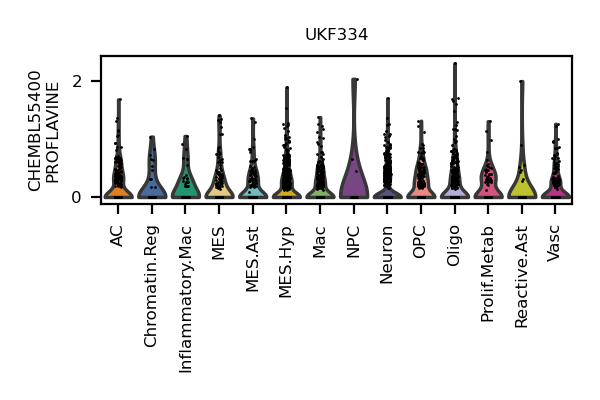 UKF334
CHEMBL55400
PROFLAVINE
2
0
AC
Chromatin.Reg
Inflammatory.Mac
MES
MES.Ast
MES.Hyp
Mac
NPC
Neuron
OPC
Oligo
Prolif.Metab
Reactive.Ast
Vasc